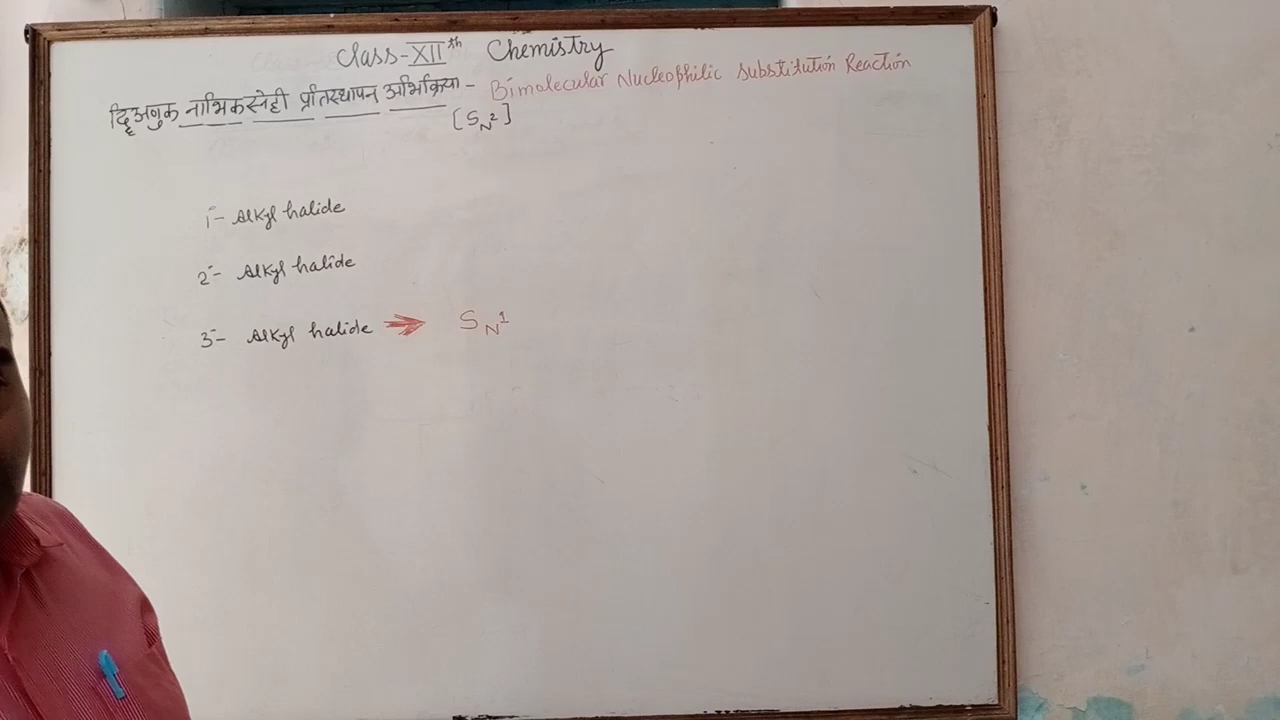 Class-XIIth Chemistry
द्विअणुक नाभिकस्नेही प्रतिस्थापन अभिक्रिया - Bimolecular Nucleophilic Substitution Reaction
[SN2]
1°- Alkyl halide
2°- Alkyl halide
3°- Alkyl halide ⇒ SN1